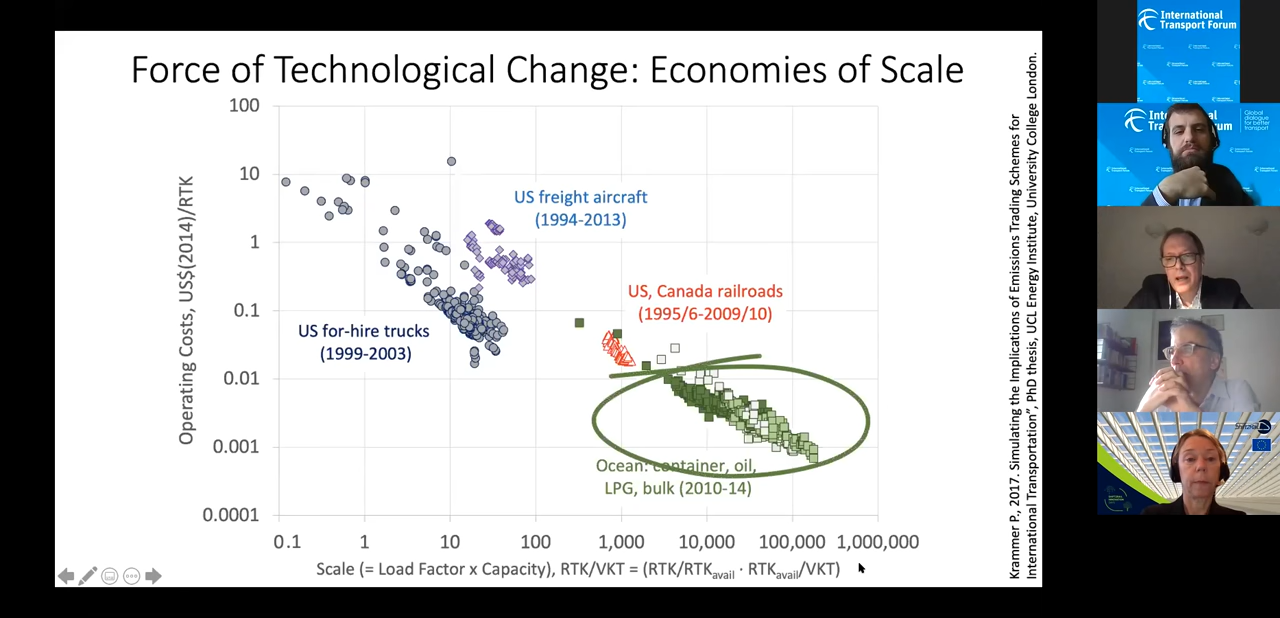 Force of Technological Change: Economies of Scale
100
10
1
0.1
0.01
0.001
0.0001
Operating Costs, US$(2014)/RTK
US freight aircraft
(1994-2013)
US, Canada railroads
(1995/6-2009/10)
US for-hire trucks
(1999-2003)
Ocean: container, oil,
LPG, bulk (2010-14)
0.1 1 10 100 1,000 10,000 100,000 1,000,000
Scale (= Load Factor x Capacity), RTK/VKT = (RTK/RTKavail · RTKavail/VKT)
Krammer P., 2017. Simulating the Implications of Emissions Trading Schemes for
International Transportation”, PhD thesis, UCL Energy Institute, University College London.
International
Transport Forum
Global
dialogue
for better
transport